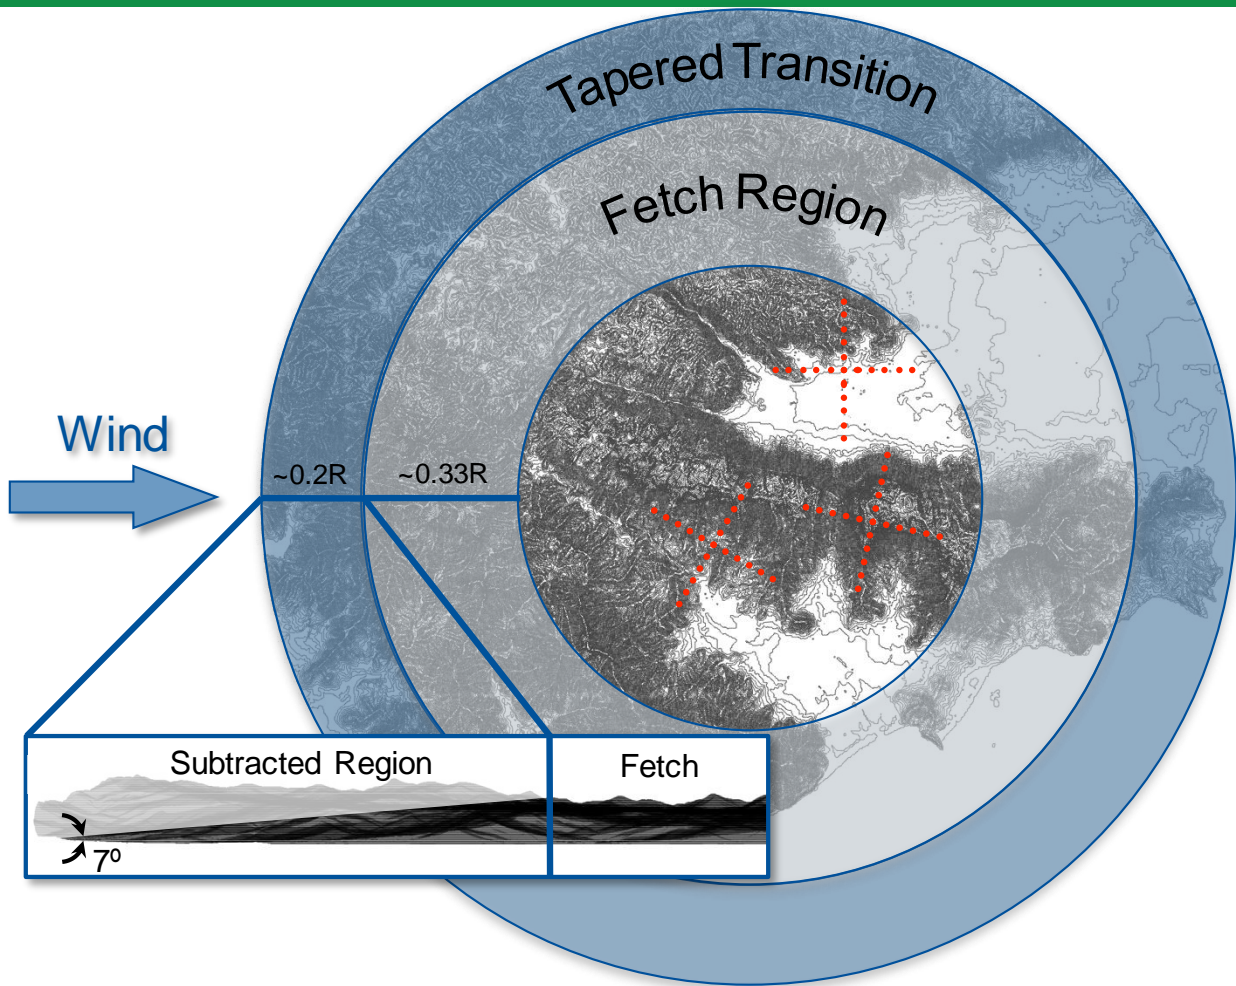 Tapered Transition
Fetch Region
Wind
~0.2R
~0.33R
Subtracted Region
Fetch
7⁰